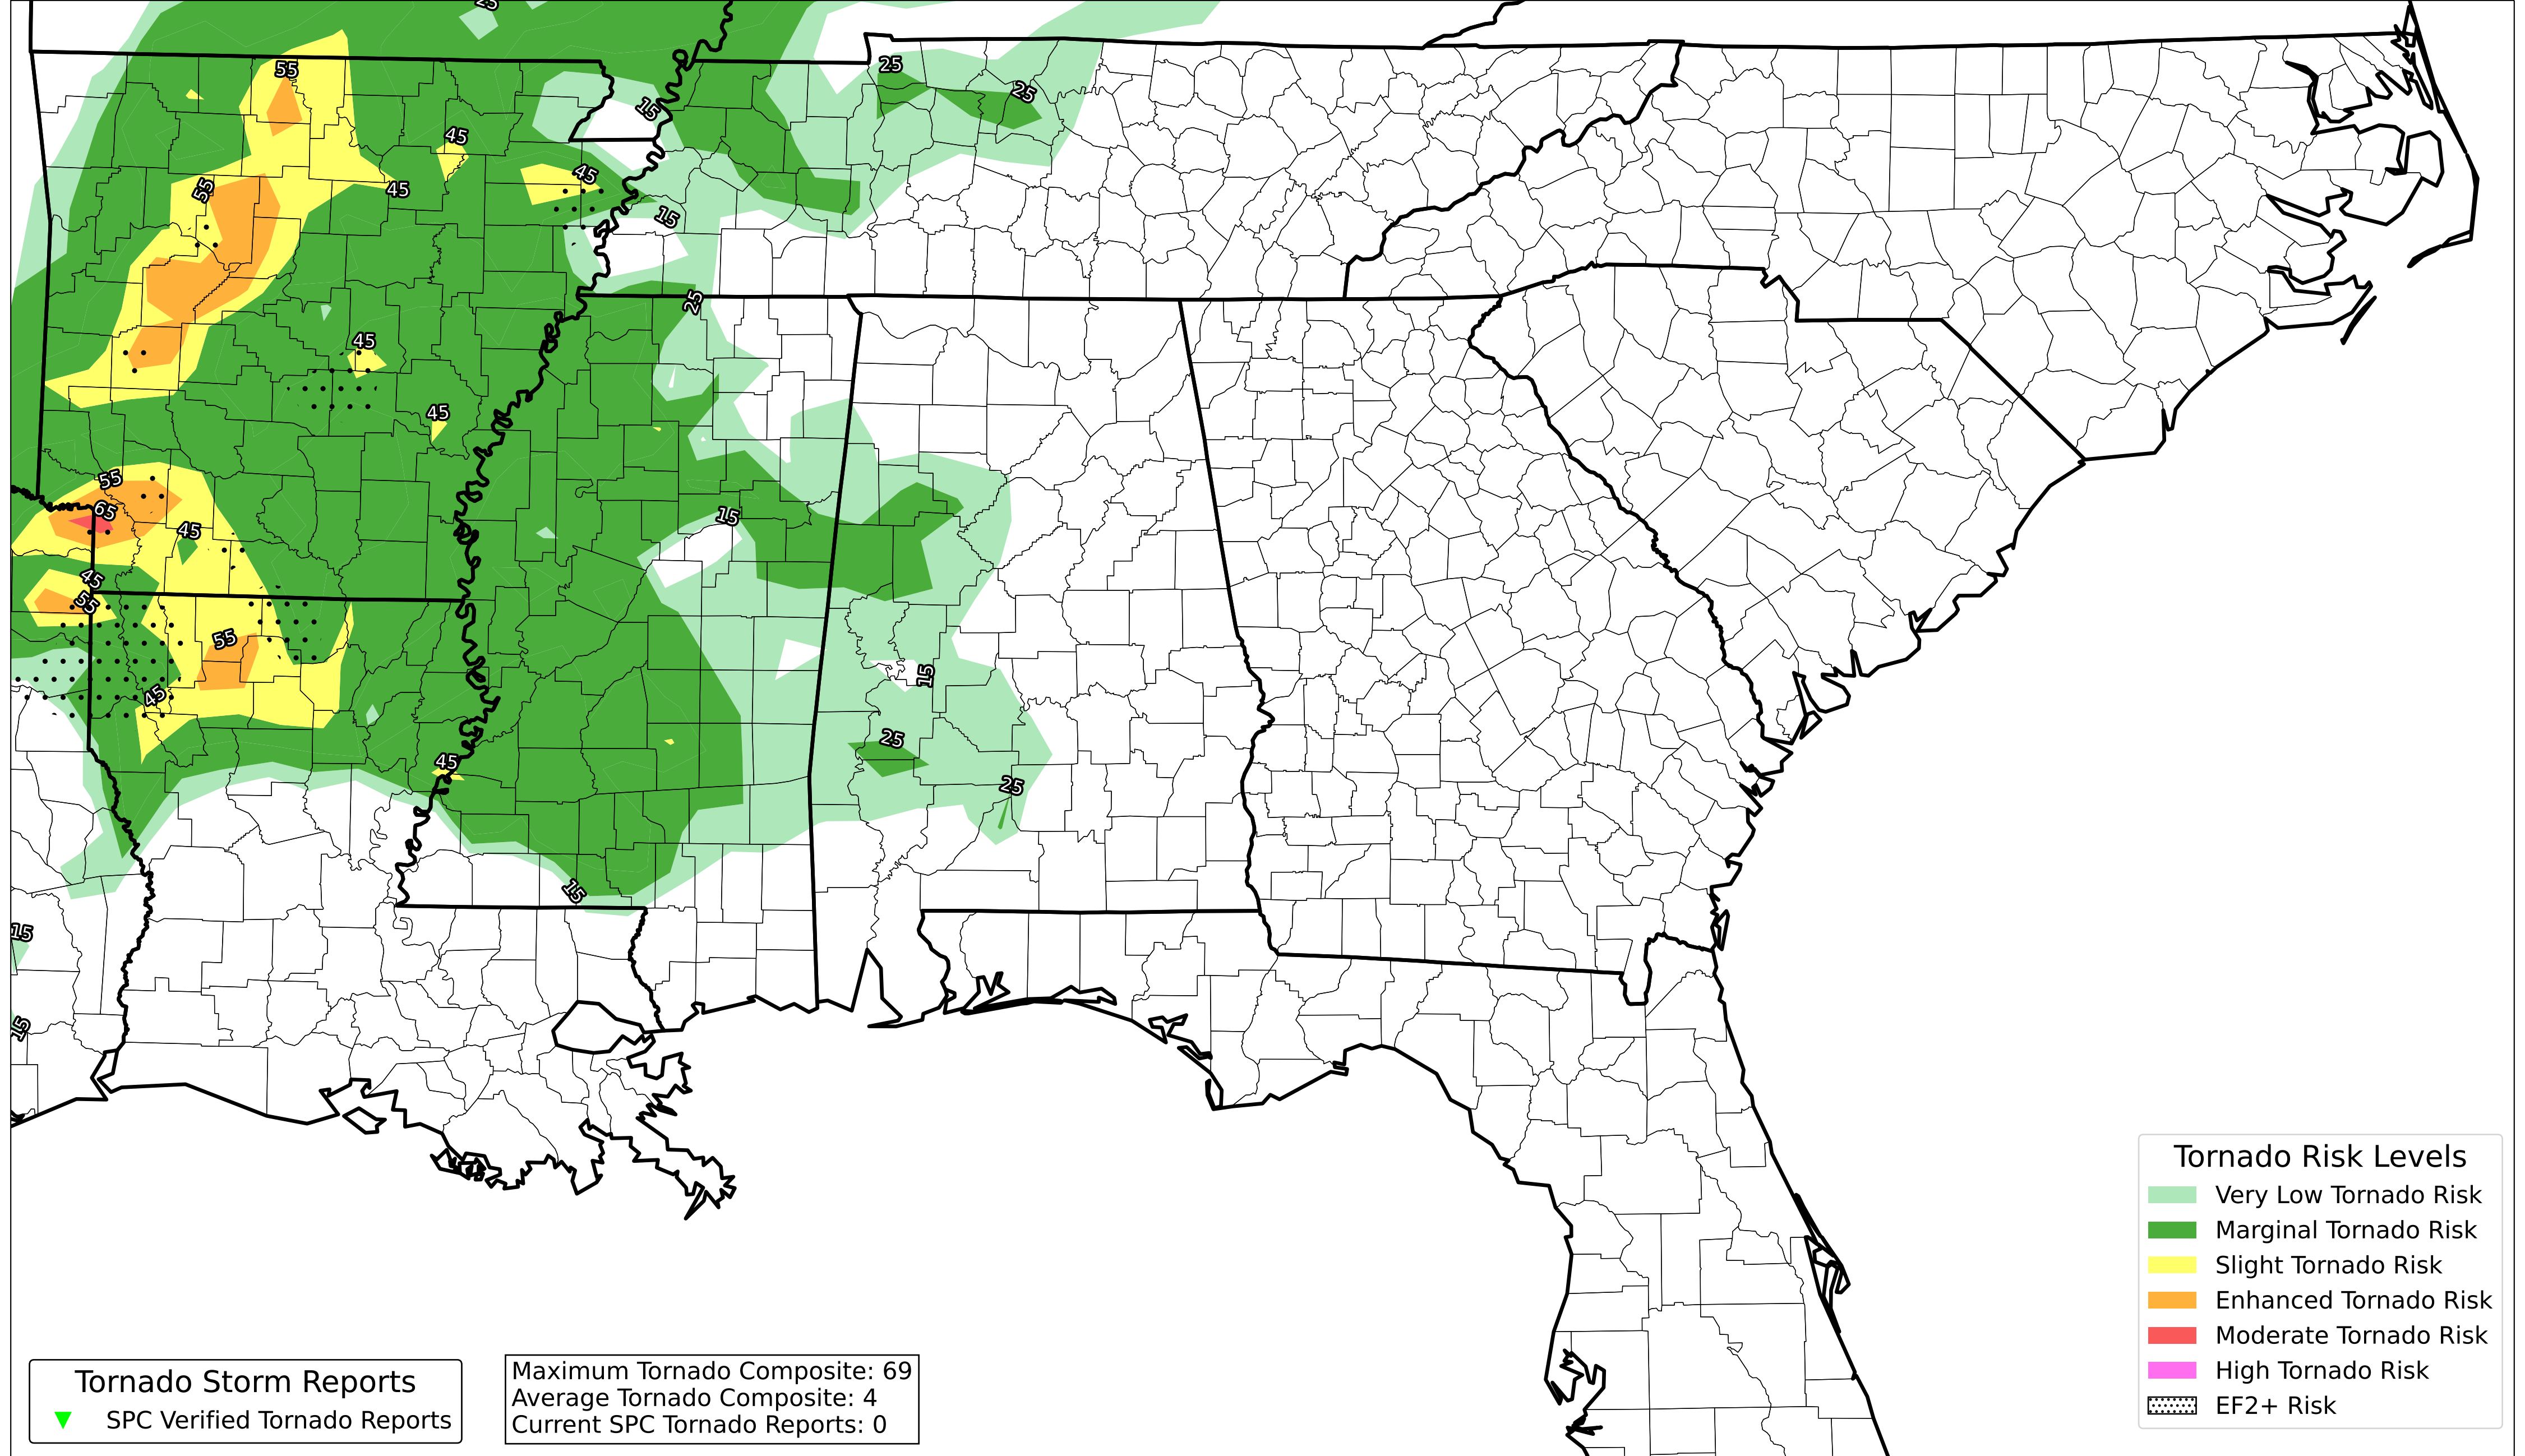 25
55
25
25
15
45
45
45
55
15
25
45
45
55
65
15
45
45
55
55
15
45
25
45
25
15
15
15
Tornado Risk Levels
Very Low Tornado Risk
Marginal Tornado Risk
Slight Tornado Risk
Enhanced Tornado Risk
Moderate Tornado Risk
High Tornado Risk
EF2+ Risk
Tornado Storm Reports
SPC Verified Tornado Reports
Maximum Tornado Composite: 69
Average Tornado Composite: 4
Current SPC Tornado Reports: 0